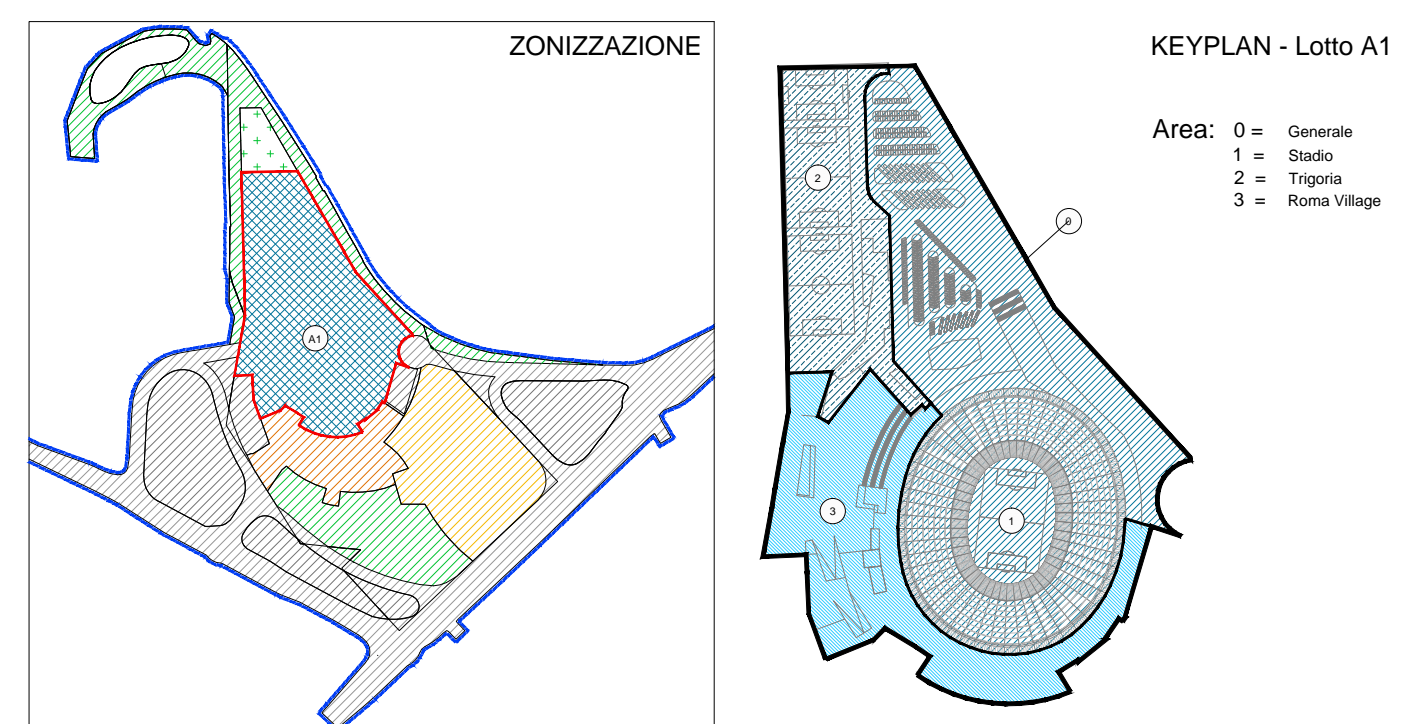 ZONIZZAZIONE
A1
KEYPLAN - Lotto A1
Area: 0 = Generale
1 = Stadio
2 = Trigoria
3 = Roma Village
2
0
3
1